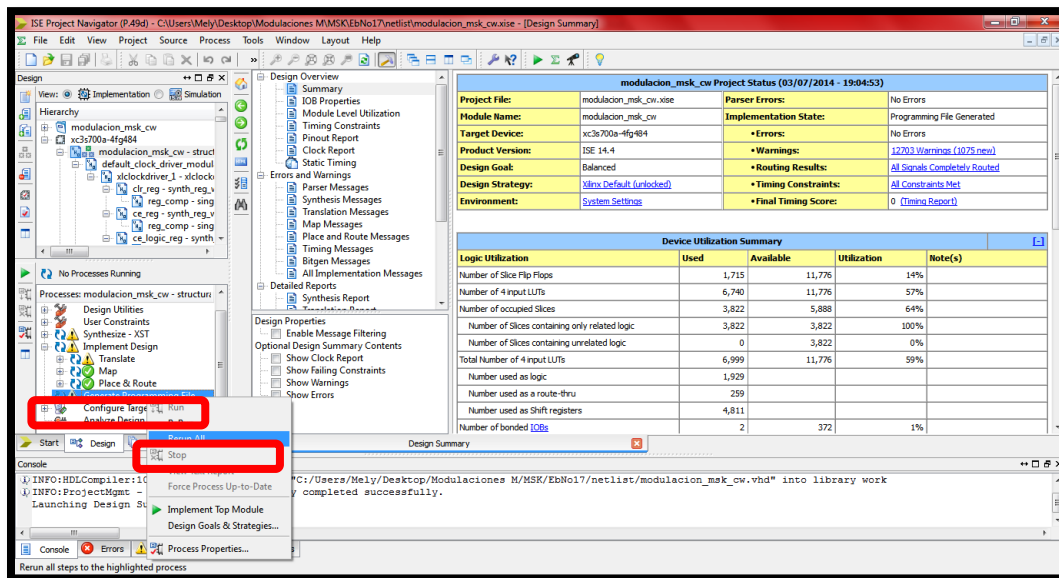 ISE Project Navigator (P.49d) - C:\Users\Mely\Desktop\Modulaciones M\MSK\EbNo17\netlist\modulacion_msk_cw.xise - [Design Summary]
File Edit View Project Source Process Tools Window Layout Help
Design
View: Implementation Simulation
Hierarchy
modulacion_msk_cw
xc3s700a-4fg484
modulacion_msk_cw - struct
default_clock_driver_modul
xlclockdriver_1 - xlclocke
clr_reg - synth_reg_v
reg_comp - sing
ce_reg - synth_reg_v
reg_comp - sing
ce_logic_reg - synth_
No Processes Running
Processes: modulacion_msk_cw - structura
Design Utilities
User Constraints
Synthesize - XST
Implement Design
Translate
Map
Place & Route
Generate Programming File
Configure Targe
Analyze Design
Run
Rerun All
Stop
Force Process Up-to-Date
Implement Top Module
Design Goals & Strategies...
Process Properties...
Start Design
Design Overview
Summary
IOB Properties
Module Level Utilization
Timing Constraints
Pinout Report
Clock Report
Static Timing
Errors and Warnings
Parser Messages
Synthesis Messages
Translation Messages
Map Messages
Place and Route Messages
Timing Messages
Bitgen Messages
All Implementation Messages
Detailed Reports
Synthesis Report
Translation Report
Design Properties
Enable Message Filtering
Optional Design Summary Contents
Show Clock Report
Show Failing Constraints
Show Warnings
Show Errors
modulacion_msk_cw Project Status (03/07/2014 - 19:04:53)
Project File: modulacion_msk_cw.xise Parser Errors: No Errors
Module Name: modulacion_msk_cw Implementation State: Programming File Generated
Target Device: xc3s700a-4fg484 •Errors: No Errors
Product Version: ISE 14.4 •Warnings: 12703 Warnings (1075 new)
Design Goal: Balanced •Routing Results: All Signals Completely Routed
Design Strategy: Xilinx Default (unlocked) •Timing Constraints: All Constraints Met
Environment: System Settings •Final Timing Score: 0 (Timing Report)
Device Utilization Summary [-]
Logic Utilization Used Available Utilization Note(s)
Number of Slice Flip Flops 1,715 11,776 14%
Number of 4 input LUTs 6,740 11,776 57%
Number of occupied Slices 3,822 5,888 64%
Number of Slices containing only related logic 3,822 3,822 100%
Number of Slices containing unrelated logic 0 3,822 0%
Total Number of 4 input LUTs 6,999 11,776 59%
Number used as logic 1,929
Number used as a route-thru 259
Number used as Shift registers 4,811
Number of bonded IOBs 2 372 1%
Design Summary
Console
INFO:HDLCompiler:10 "C:/Users/Mely/Desktop/Modulaciones M/MSK/EbNo17/netlist/modulacion_msk_cw.vhd" into library work
INFO:ProjectMgmt - y completed successfully.
Launching Design Su
Console Errors
Rerun all steps to the highlighted process